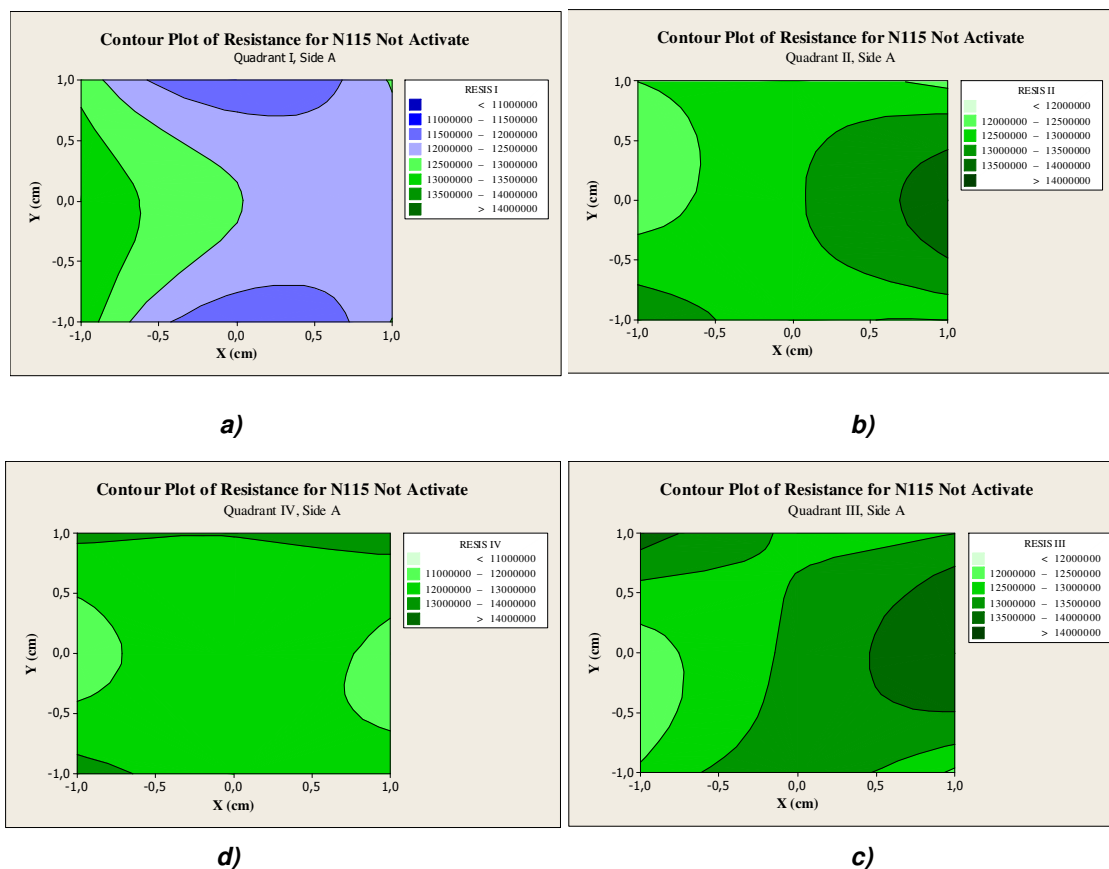 Contour Plot of Resistance for N115 Not Activate
Quadrant I, Side A
RESIS I
< 11000000
11000000 – 11500000
11500000 – 12000000
12000000 – 12500000
12500000 – 13000000
13000000 – 13500000
13500000 – 14000000
> 14000000
Y (cm)
1,0
0,5
0,0
-0,5
-1,0
-1,0 -0,5 0,0 0,5 1,0
X (cm)
a)
Contour Plot of Resistance for N115 Not Activate
Quadrant II, Side A
RESIS II
< 12000000
12000000 – 12500000
12500000 – 13000000
13000000 – 13500000
13500000 – 14000000
> 14000000
Y (cm)
1,0
0,5
0,0
-0,5
-1,0
-1,0 -0,5 0,0 0,5 1,0
X (cm)
b)
Contour Plot of Resistance for N115 Not Activate
Quadrant IV, Side A
RESIS IV
< 11000000
11000000 – 12000000
12000000 – 13000000
13000000 – 14000000
> 14000000
Y (cm)
1,0
0,5
0,0
-0,5
-1,0
-1,0 -0,5 0,0 0,5 1,0
X (cm)
d)
Contour Plot of Resistance for N115 Not Activate
Quadrant III, Side A
RESIS III
< 12000000
12000000 – 12500000
12500000 – 13000000
13000000 – 13500000
13500000 – 14000000
> 14000000
Y (cm)
1,0
0,5
0,0
-0,5
-1,0
-1,0 -0,5 0,0 0,5 1,0
X (cm)
c)